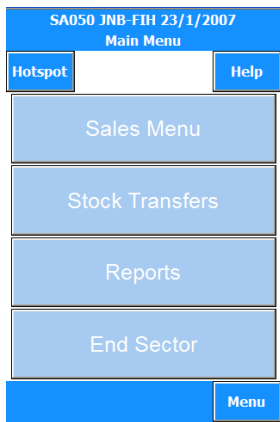 SA050 JNB-FIH 23/1/2007
Main Menu
Hotspot
Help
Sales Menu
Stock Transfers
Reports
End Sector
Menu